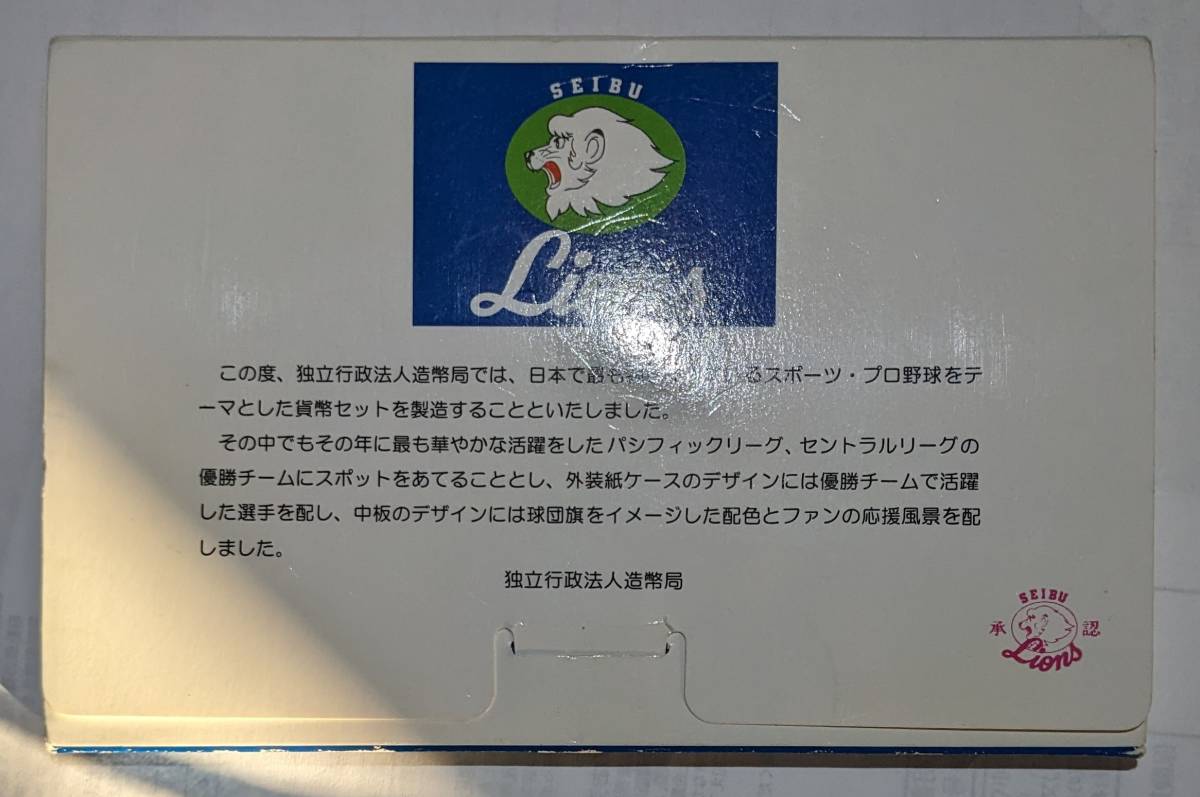 SEIBU
Lions
この度、独立行政法人造幣局では、日本で最も るスポーツ・プロ野球をテ
ーマとした貨幣セットを製造することといたしました。
その中でもその年に最も華やかな活躍をしたパシフィックリーグ、セントラルリーグの
優勝チームにスポットをあてることとし、外装紙ケースのデザインには優勝チームで活躍
した選手を配し、中板のデザインには球団旗をイメージした配色とファンの応援風景を配
しました。
独立行政法人造幣局
SEIBU
承 認
Lions